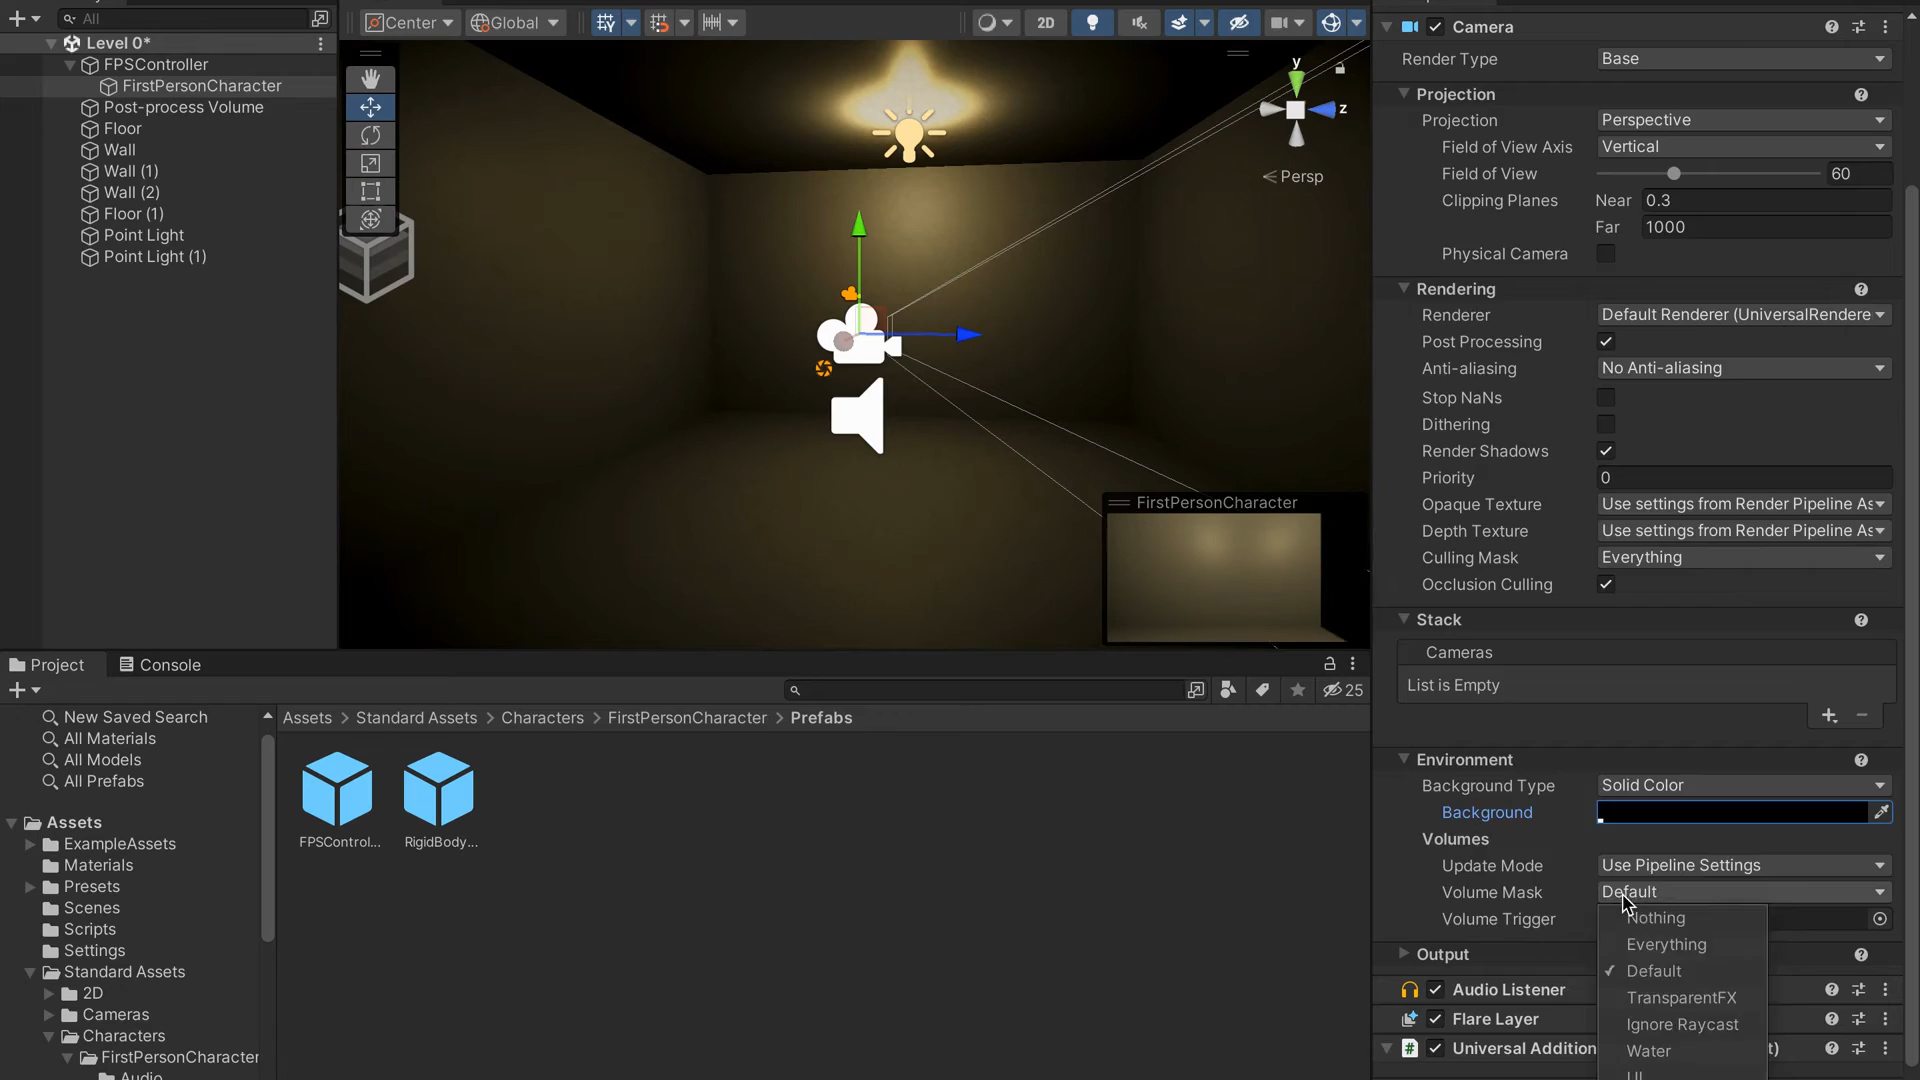 All
Level 0*
FPSController
FirstPersonCharacter
Post-process Volume
Floor
Wall
Wall (1)
Wall (2)
Floor (1)
Point Light
Point Light (1)
Center
Global
2D
y
z
Persp
FirstPersonCharacter
Project
Console
25
New Saved Search
All Materials
All Models
All Prefabs
Assets
ExampleAssets
Materials
Presets
Scenes
Scripts
Settings
Standard Assets
2D
Cameras
Characters
FirstPersonCharacter
Audio
Assets > Standard Assets > Characters > FirstPersonCharacter > Prefabs
FPSControl...
RigidBody...
Camera
Render Type Base
Projection
Projection Perspective
Field of View Axis Vertical
Field of View 60
Clipping Planes Near 0.3
Far 1000
Physical Camera
Rendering
Renderer Default Renderer (UniversalRendere
Post Processing
Anti-aliasing No Anti-aliasing
Stop NaNs
Dithering
Render Shadows
Priority 0
Opaque Texture Use settings from Render Pipeline As
Depth Texture Use settings from Render Pipeline As
Culling Mask Everything
Occlusion Culling
Stack
Cameras
List is Empty
Environment
Background Type Solid Color
Background
Volumes
Update Mode Use Pipeline Settings
Volume Mask Default
Volume Trigger
Nothing
Everything
Default
TransparentFX
Ignore Raycast
Water
UI
Output
Audio Listener
Flare Layer
Universal Addition
t)